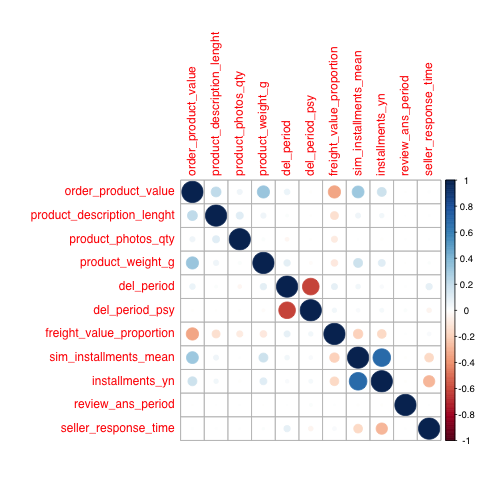 order_product_value
product_description_lenght
product_photos_qty
product_weight_g
del_period
del_period_psy
freight_value_proportion
sim_installments_mean
installments_yn
review_ans_period
seller_response_time
order_product_value
product_description_lenght
product_photos_qty
product_weight_g
del_period
del_period_psy
freight_value_proportion
sim_installments_mean
installments_yn
review_ans_period
seller_response_time
1
0.8
0.6
0.4
0.2
0
-0.2
-0.4
-0.6
-0.8
-1